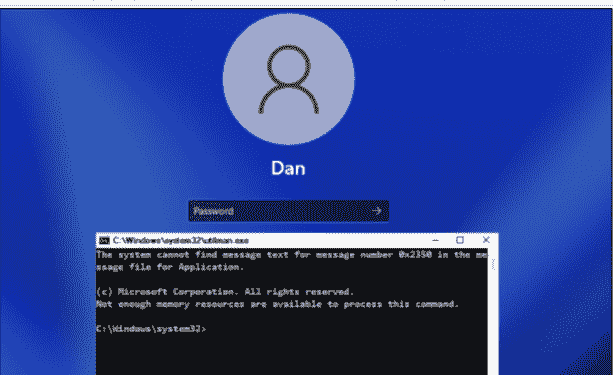 Dan
Password
C:\Windows\system32\utilman.exe
The system cannot find message text for message number 0x2350 in the me
ssage file for Application.
(c) Microsoft Corporation. All rights reserved.
Not enough memory resources are available to process this command.
C:\Windows\system32>